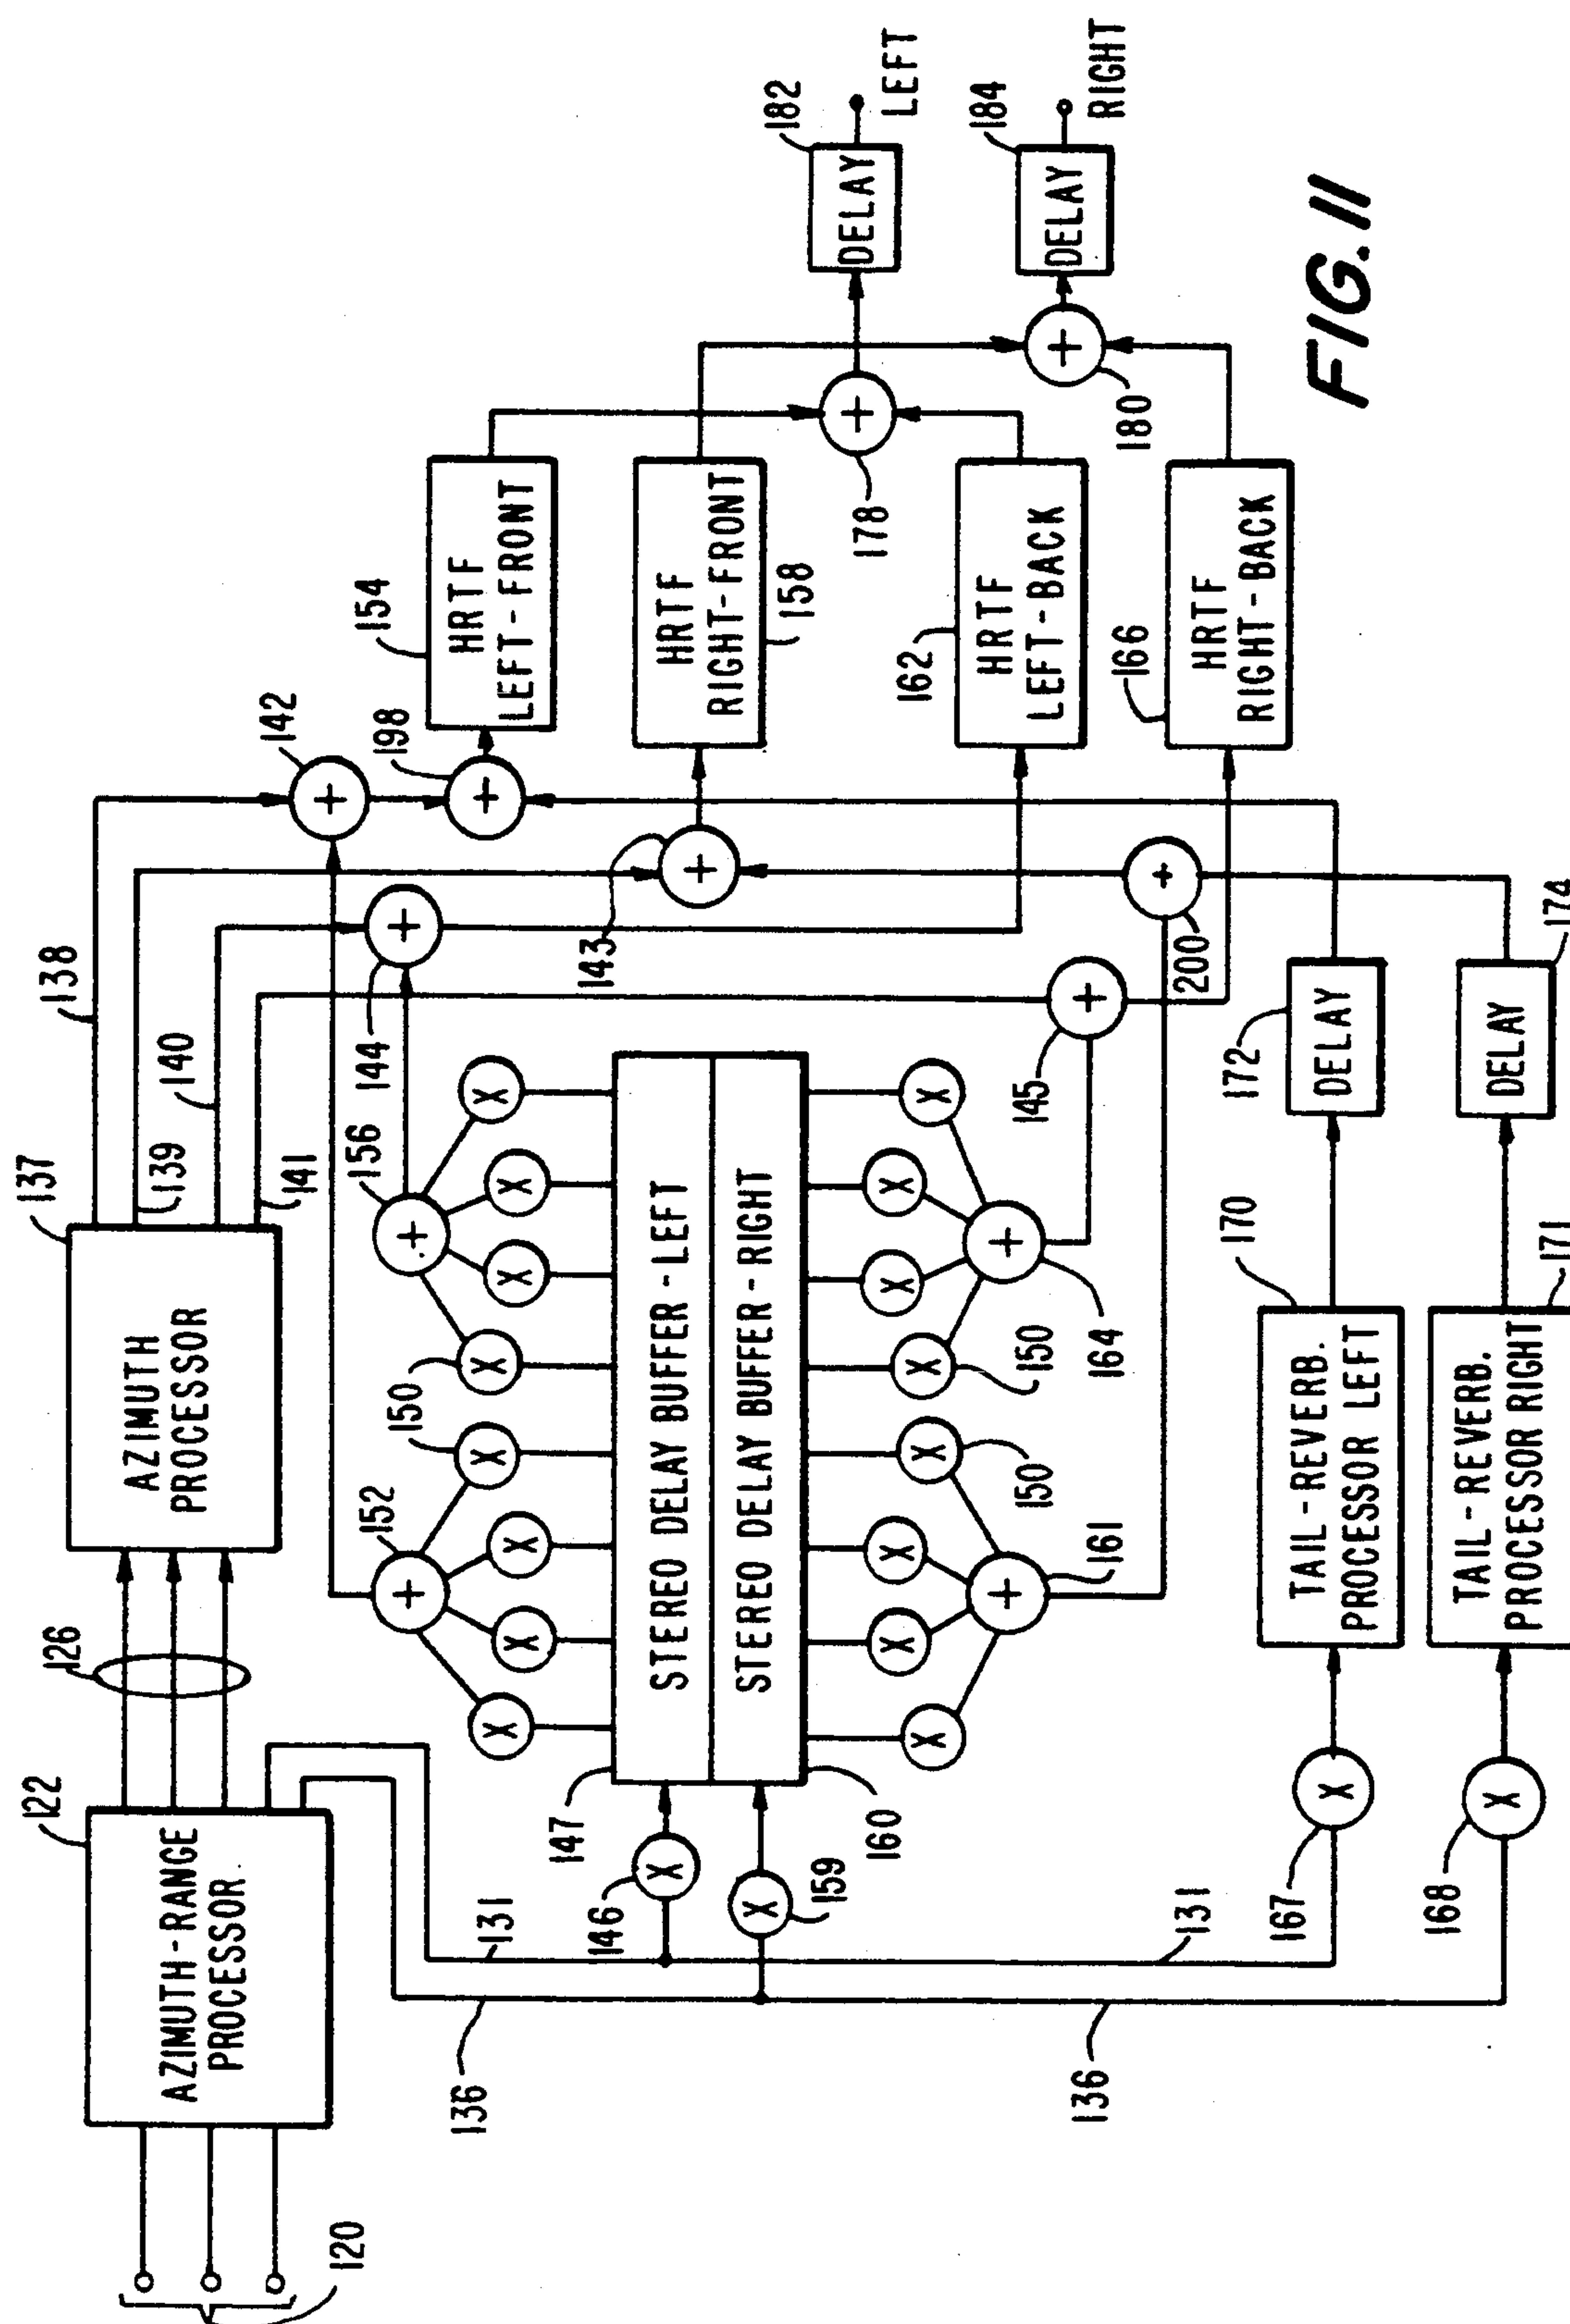 120
122
AZIMUTH-RANGE
PROCESSOR
126
137
AZIMUTH
PROCESSOR
138
139
140
141
142
198
144
143
154
HRTF
LEFT-FRONT
HRTF
RIGHT-FRONT
158
162
HRTF
LEFT-BACK
166
HRTF
RIGHT-BACK
178
180
182
DELAY
LEFT
184
DELAY
RIGHT
+
+
+
+
+
+
+
+
+
+
+
+
152
156
150
150
X
X
X
X
X
X
X
X
147
STEREO DELAY BUFFER - LEFT
STEREO DELAY BUFFER - RIGHT
160
146
X
159
X
131
136
X
X
X
X
X
X
X
X
150
150
161
164
145
200
131
136
167
X
168
X
170
TAIL-REVERB.
PROCESSOR LEFT
171
TAIL-REVERB.
PROCESSOR RIGHT
172
DELAY
174
DELAY
FIG. 11